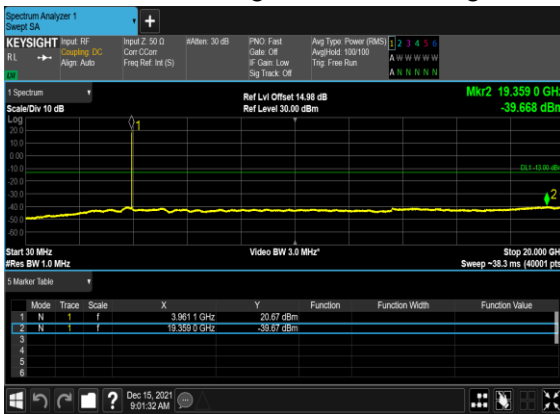 Spectrum Analyzer 1
Swept SA
KEYSIGHT Input: RF Input Z: 50 Ω #Atten: 30 dB PNO: Fast Avg Type: Power (RMS) 1 2 3 4 5 6
RL Coupling: DC Corr CCorr Gate: Off Avg|Hold: 100/100 A W W W W W
Align: Auto Freq Ref: Int (S) IF Gain: Low Trig: Free Run
LV Sig Track: Off A N N N N N
1 Spectrum Ref Lvl Offset 14.98 dB Mkr2 19.359 0 GHz
Scale/Div 10 dB Ref Level 30.00 dBm -39.668 dBm
Log
20.0
10.0
0.00
-10.0
-20.0
-30.0
-40.0
-50.0
-60.0
1
DL1 -13.00 dBm
2
Start 30 MHz Video BW 3.0 MHz* Stop 20.000 GH
#Res BW 1.0 MHz Sweep ~38.3 ms (40001 pts
5 Marker Table
Mode Trace Scale X Y Function Function Width Function Value
1 N 1 f 3.961 1 GHz 20.67 dBm
2 N 1 f 19.359 0 GHz -39.67 dBm
3
4
5
6
? Dec 15, 2021
9:01:32 AM